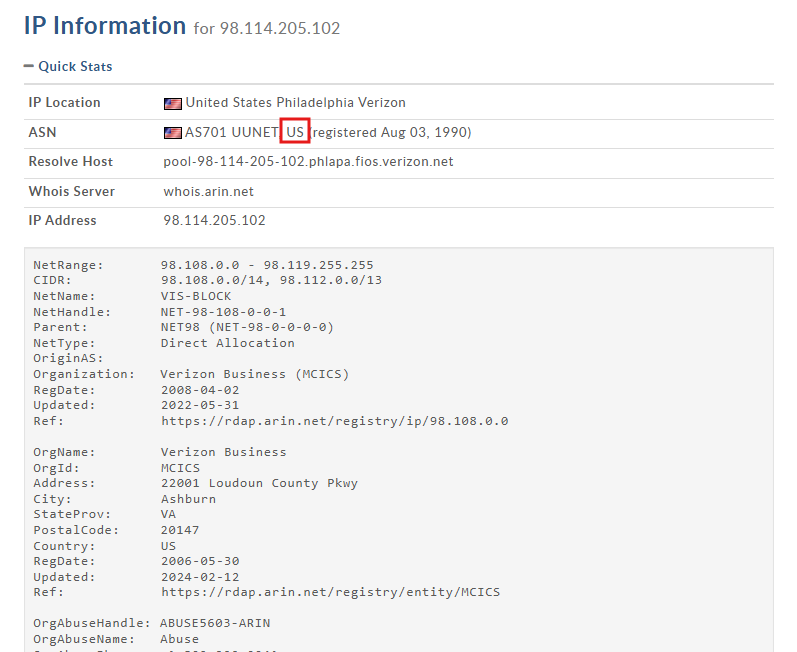 IP Information for 98.114.205.102
Quick Stats
IP Location United States Philadelphia Verizon
ASN AS701 UUNET US (registered Aug 03, 1990)
Resolve Host pool-98-114-205-102.phlapa.fios.verizon.net
Whois Server whois.arin.net
IP Address 98.114.205.102
NetRange: 98.108.0.0 - 98.119.255.255
CIDR: 98.108.0.0/14, 98.112.0.0/13
NetName: VIS-BLOCK
NetHandle: NET-98-108-0-0-1
Parent: NET98 (NET-98-0-0-0-0)
NetType: Direct Allocation
OriginAS:
Organization: Verizon Business (MCICS)
RegDate: 2008-04-02
Updated: 2022-05-31
Ref: https://rdap.arin.net/registry/ip/98.108.0.0
OrgName: Verizon Business
OrgId: MCICS
Address: 22001 Loudoun County Pkwy
City: Ashburn
StateProv: VA
PostalCode: 20147
Country: US
RegDate: 2006-05-30
Updated: 2024-02-12
Ref: https://rdap.arin.net/registry/entity/MCICS
OrgAbuseHandle: ABUSE5603-ARIN
OrgAbuseName: Abuse